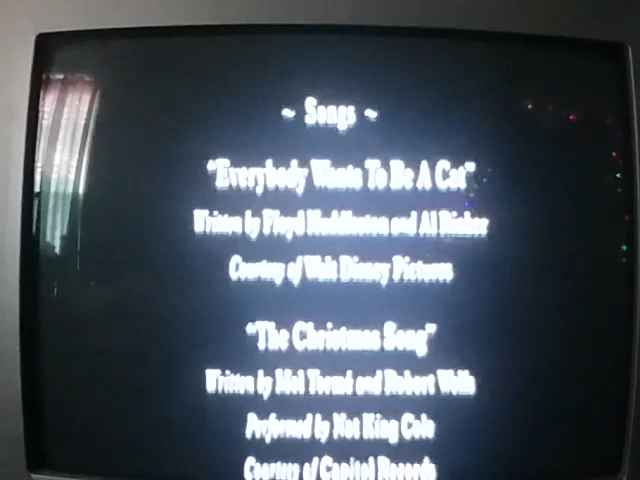 ~ Songs ~
"Everybody Wants To Be A Cat"
Written by Floyd Huddleston and Al Rinker
Courtesy of Walt Disney Pictures
"The Christmas Song"
Written by Mel Tormé and Robert Wells
Performed by Nat King Cole
Courtesy of Capitol Records